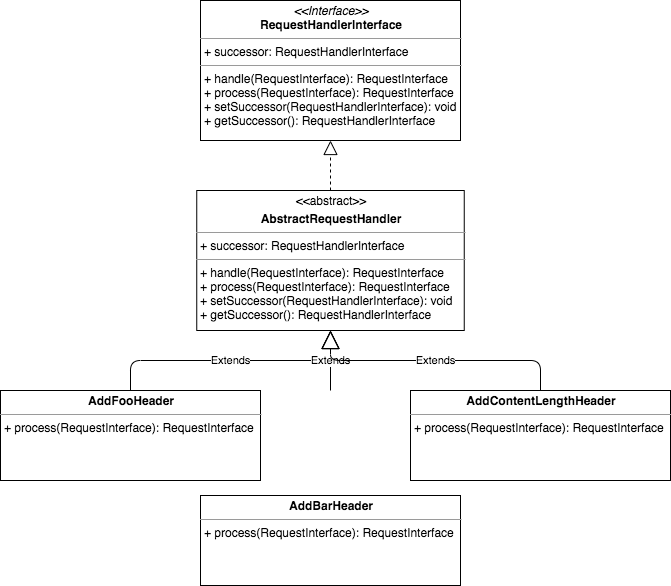 <<Interface>>
RequestHandlerInterface
+ successor: RequestHandlerInterface
+ handle(RequestInterface): RequestInterface
+ process(RequestInterface): RequestInterface
+ setSuccessor(RequestHandlerInterface): void
+ getSuccessor(): RequestHandlerInterface
<<abstract>>
AbstractRequestHandler
+ successor: RequestHandlerInterface
+ handle(RequestInterface): RequestInterface
+ process(RequestInterface): RequestInterface
+ setSuccessor(RequestHandlerInterface): void
+ getSuccessor(): RequestHandlerInterface
Extends
Extends
Extends
AddFooHeader
+ process(RequestInterface): RequestInterface
AddContentLengthHeader
+ process(RequestInterface): RequestInterface
AddBarHeader
+ process(RequestInterface): RequestInterface